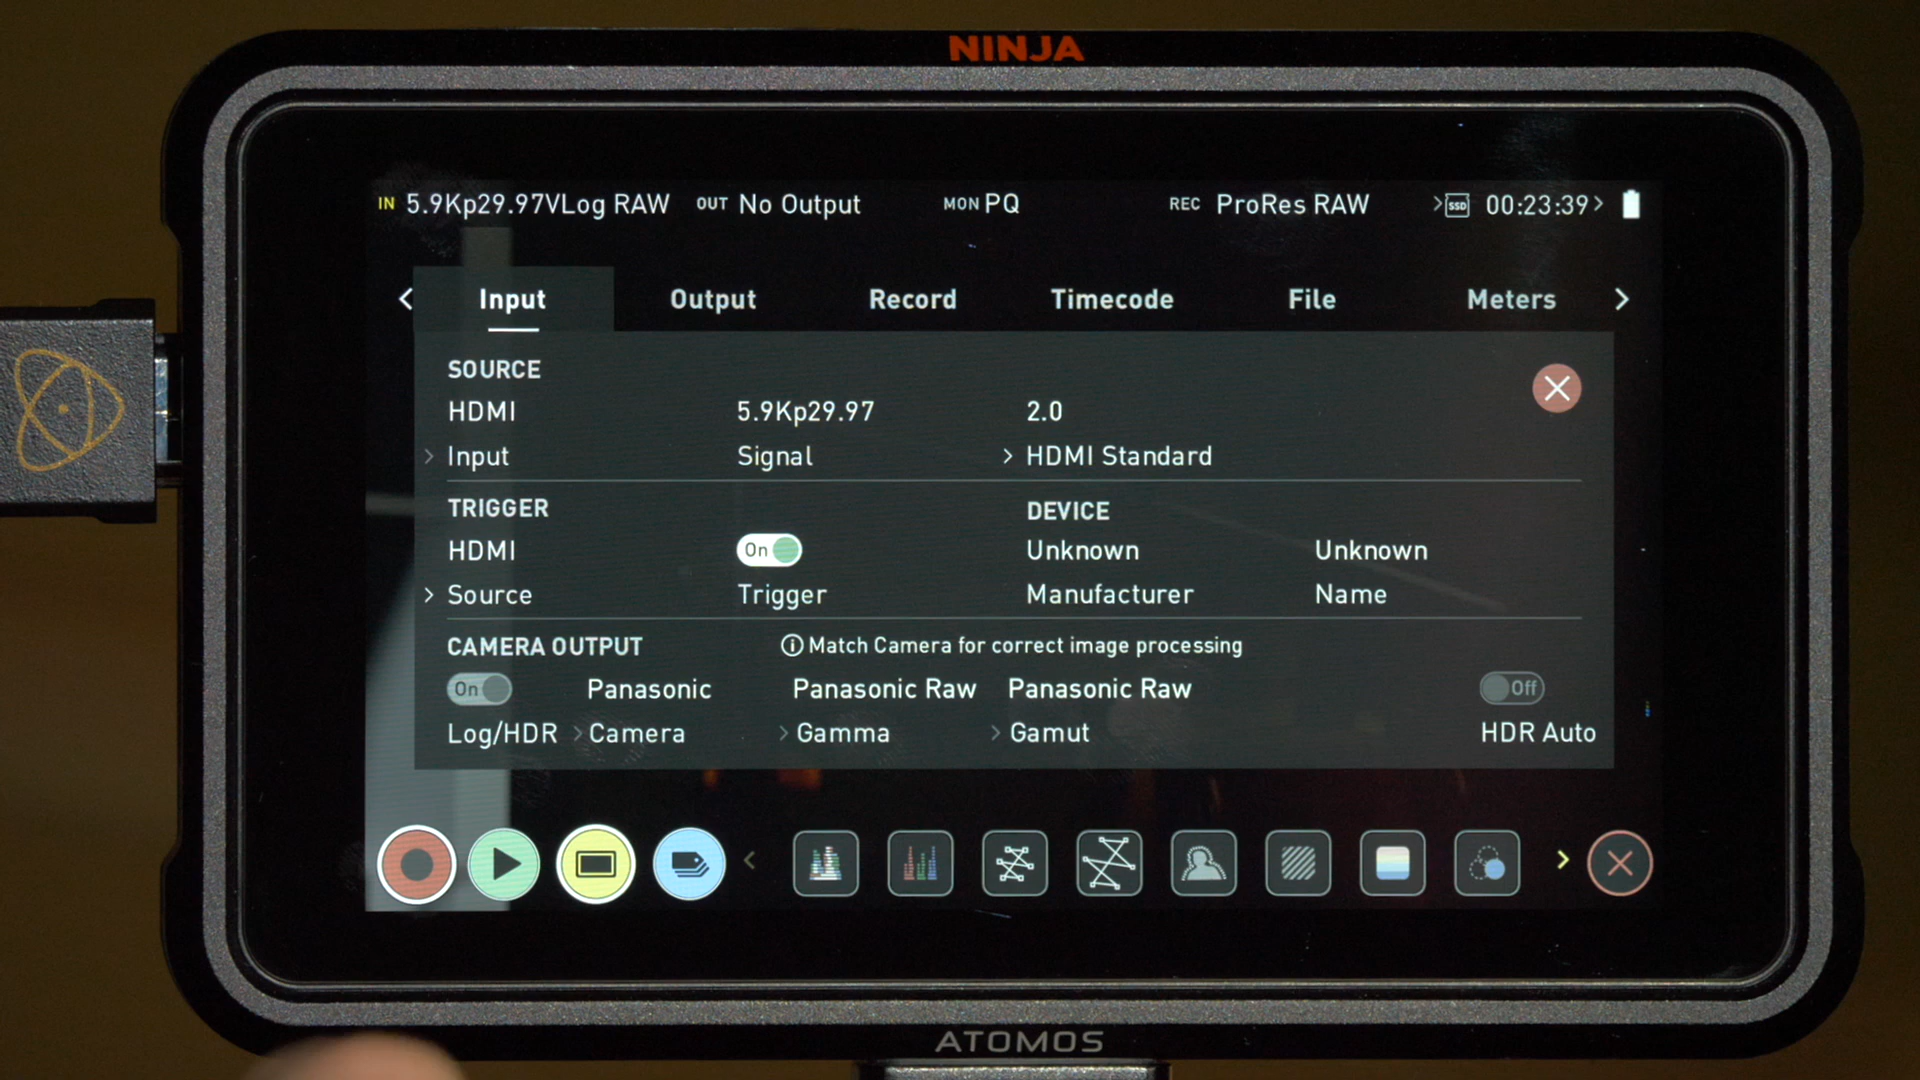 NINJA
IN 5.9Kp29.97VLog RAW OUT No Output MON PQ REC ProRes RAW SSD 00:23:39
Input Output Record Timecode File Meters
SOURCE
HDMI 5.9Kp29.97 2.0
Input Signal HDMI Standard
TRIGGER DEVICE
HDMI On Unknown Unknown
Source Trigger Manufacturer Name
CAMERA OUTPUT Match Camera for correct image processing
On Panasonic Panasonic Raw Panasonic Raw Off
Log/HDR Camera Gamma Gamut HDR Auto
ATOMOS